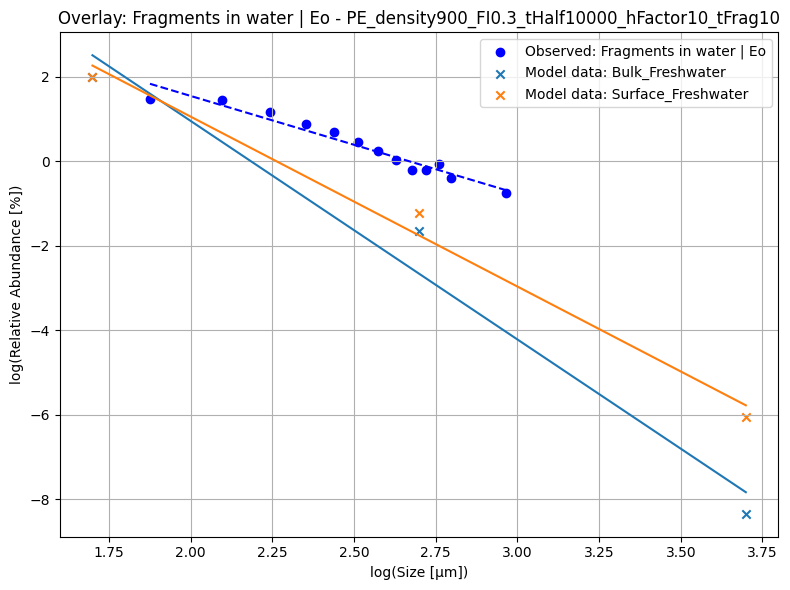 Overlay: Fragments in water | Eo - PE_density900_FI0.3_tHalf10000_hFactor10_tFrag10
Observed: Fragments in water | Eo
Model data: Bulk_Freshwater
Model data: Surface_Freshwater
log(Relative Abundance [%])
2
0
−2
−4
−6
−8
1.75 2.00 2.25 2.50 2.75 3.00 3.25 3.50 3.75
log(Size [μm])